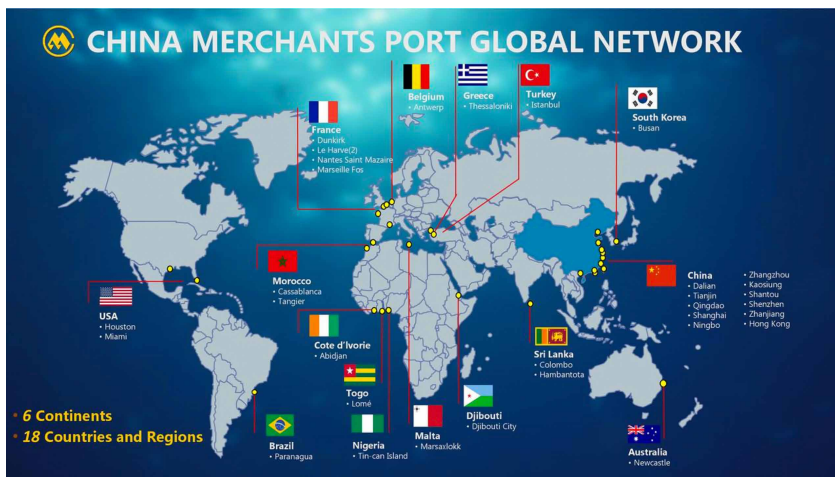 CHINA MERCHANTS PORT GLOBAL NETWORK
Belgium
• Antwerp
Greece
• Thessaloniki
Turkey
• Istanbul
South Korea
• Busan
France
• Dunkirk
• Le Harve(2)
• Nantes Saint Mazaire
• Marseille Fos
Morocco
• Cassablanca
• Tangier
China
• Dalian
• Tianjin
• Qingdao
• Shanghai
• Ningbo
• Zhangzhou
• Kaosiung
• Shantou
• Shenzhen
• Zhanjiang
• Hong Kong
USA
• Houston
• Miami
Cote d'Ivorie
• Abidjan
Sri Lanka
• Colombo
• Hambantota
Togo
• Lomé
Djibouti
• Djibouti City
• 6 Continents
• 18 Countries and Regions
Brazil
• Paranagua
Nigeria
• Tin-can Island
Malta
• Marsaxlokk
Australia
• Newcastle